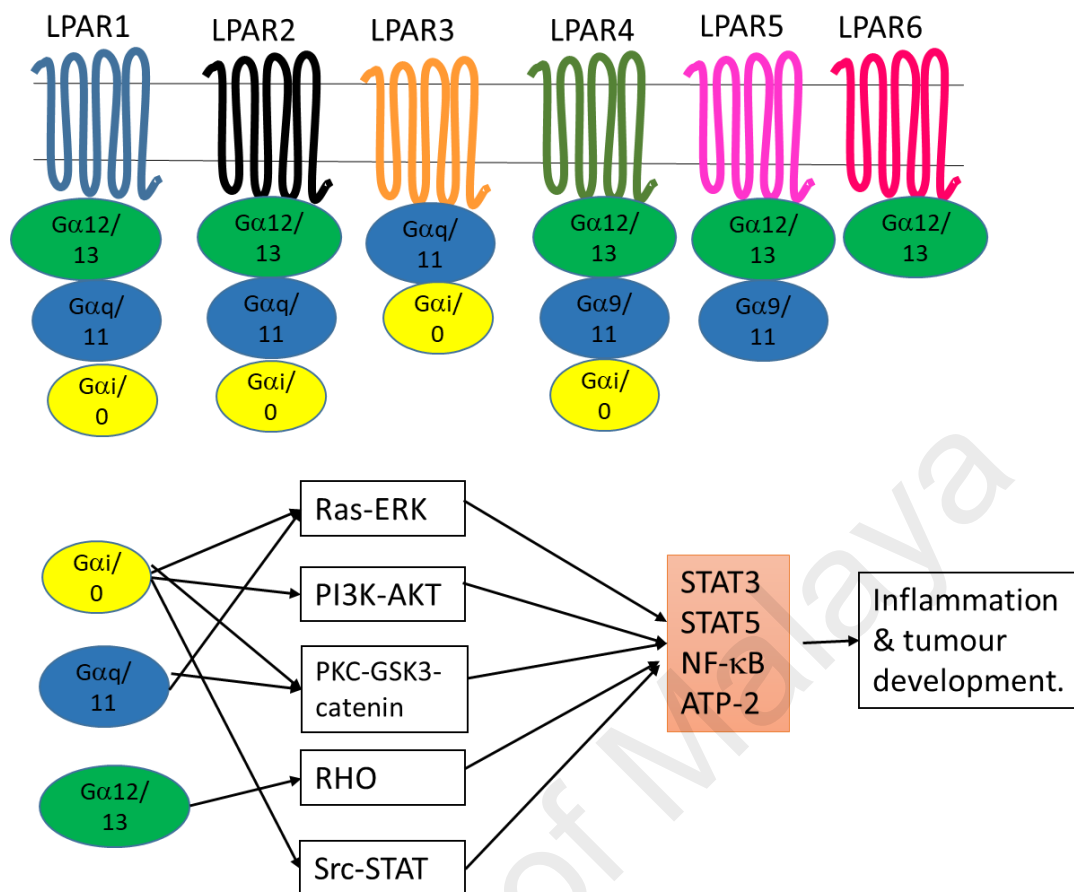 LPAR1 LPAR2 LPAR3 LPAR4 LPAR5 LPAR6
Gα12/
13
Gαq/
11
Gαi/
0
Gα12/
13
Gαq/
11
Gαi/
0
Gαq/
11
Gαi/
0
Gα12/
13
Gα9/
11
Gαi/
0
Gα12/
13
Gα9/
11
Gα12/
13
Gαi/
0
Gαq/
11
Gα12/
13
Ras-ERK
PI3K-AKT
PKC-GSK3-
catenin
RHO
Src-STAT
STAT3
STAT5
NF-κB
ATP-2
Inflammation
& tumour
development.
of Malaya